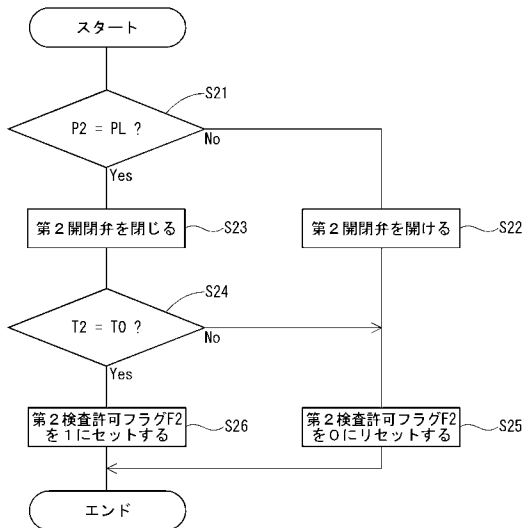 スタート
S21
P2 = PL ?
No
Yes
第2開閉弁を閉じる
S23
第2開閉弁を開ける
S22
S24
T2 = T0 ?
No
Yes
第2検査許可フラグF2
を1にセットする
S26
第2検査許可フラグF2
を0にリセットする
S25
エンド